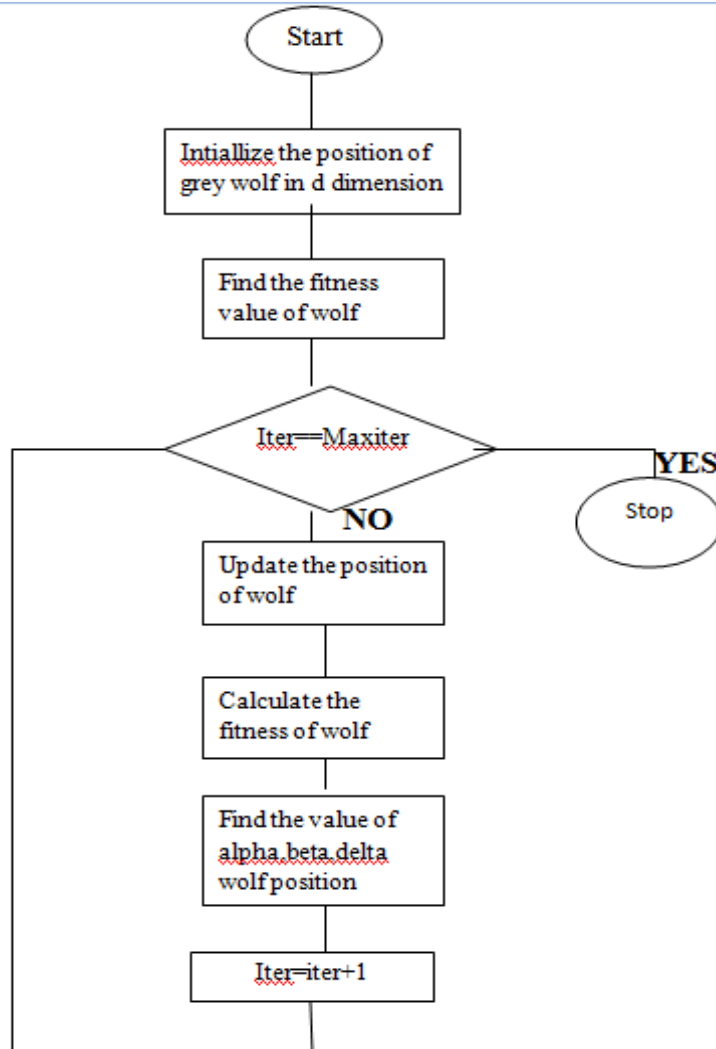 Start
Intiallize the position of
grey wolf in d dimension
Find the fitness
value of wolf
Iter==Maxiter
YES
Stop
NO
Update the position
of wolf
Calculate the
fitness of wolf
Find the value of
alpha,beta,delta
wolf position
Iter=iter+1